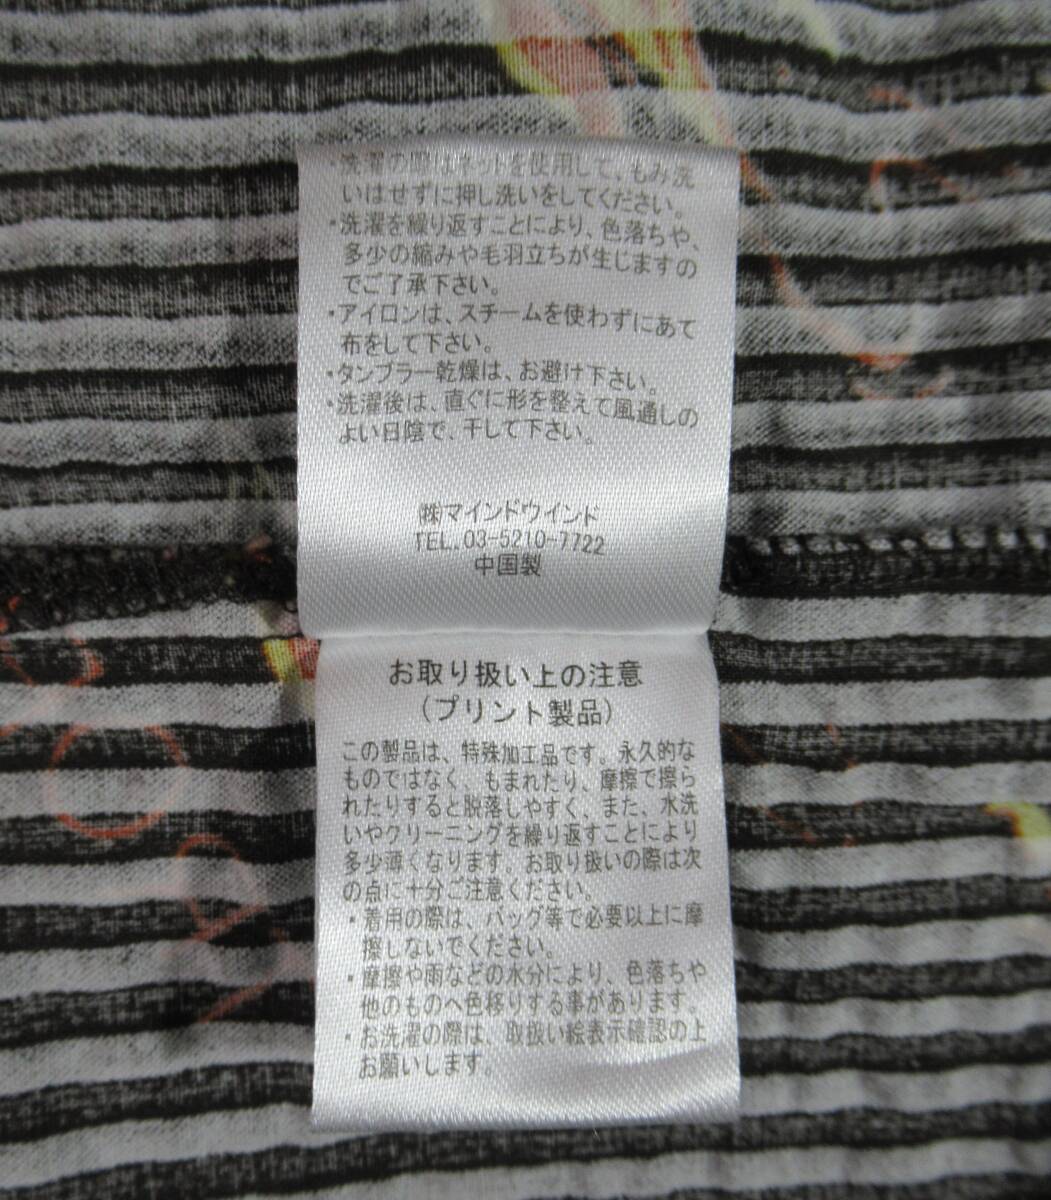 ・洗濯の際はネットを使用して、もみ洗
いはせずに押し洗いをしてください。
・洗濯を繰り返すことにより、色落ちや、
多少の縮みや毛羽立ちが生じますの
でご了承下さい。
・アイロンは、スチームを使わずにあて
布をして下さい。
・タンブラー乾燥は、お避け下さい。
・洗濯後は、直ぐに形を整えて風通しの
よい日陰で、干して下さい。
㈱マインドウインド
TEL.03-5210-7722
中国製
お取り扱い上の注意
(プリント製品)
この製品は、特殊加工品です。永久的な
ものではなく、もまれたり、摩擦で擦ら
れたりすると脱落しやすく、また、水洗
いやクリーニングを繰り返すことにより
多少薄くなります。お取り扱いの際は次
の点に十分ご注意ください。
・着用の際は、バッグ等で必要以上に摩
擦しないでください。
・摩擦や雨などの水分により、色落ちや
他のものへ色移りする事があります。
・お洗濯の際は、取扱い絵表示確認の上
お願いします。